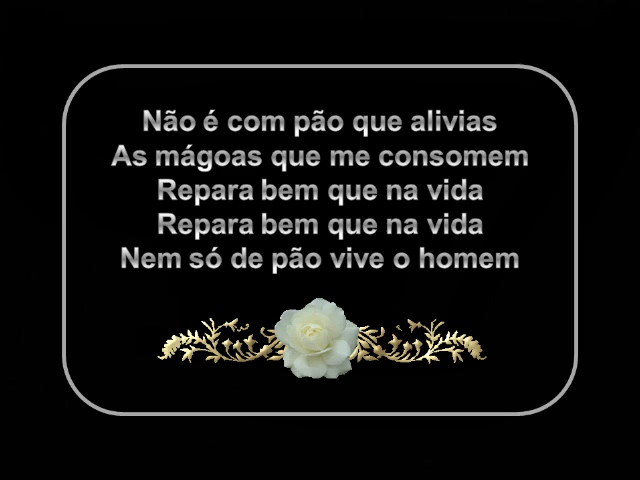 Não é com pão que alivias
As mágoas que me consomem
Repara bem que na vida
Repara bem que na vida
Nem só de pão vive o homem